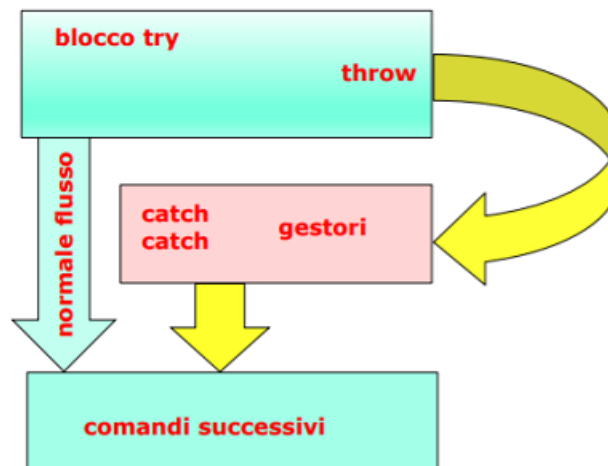 blocco try
throw
normale flusso
catch
catch
gestori
comandi successivi